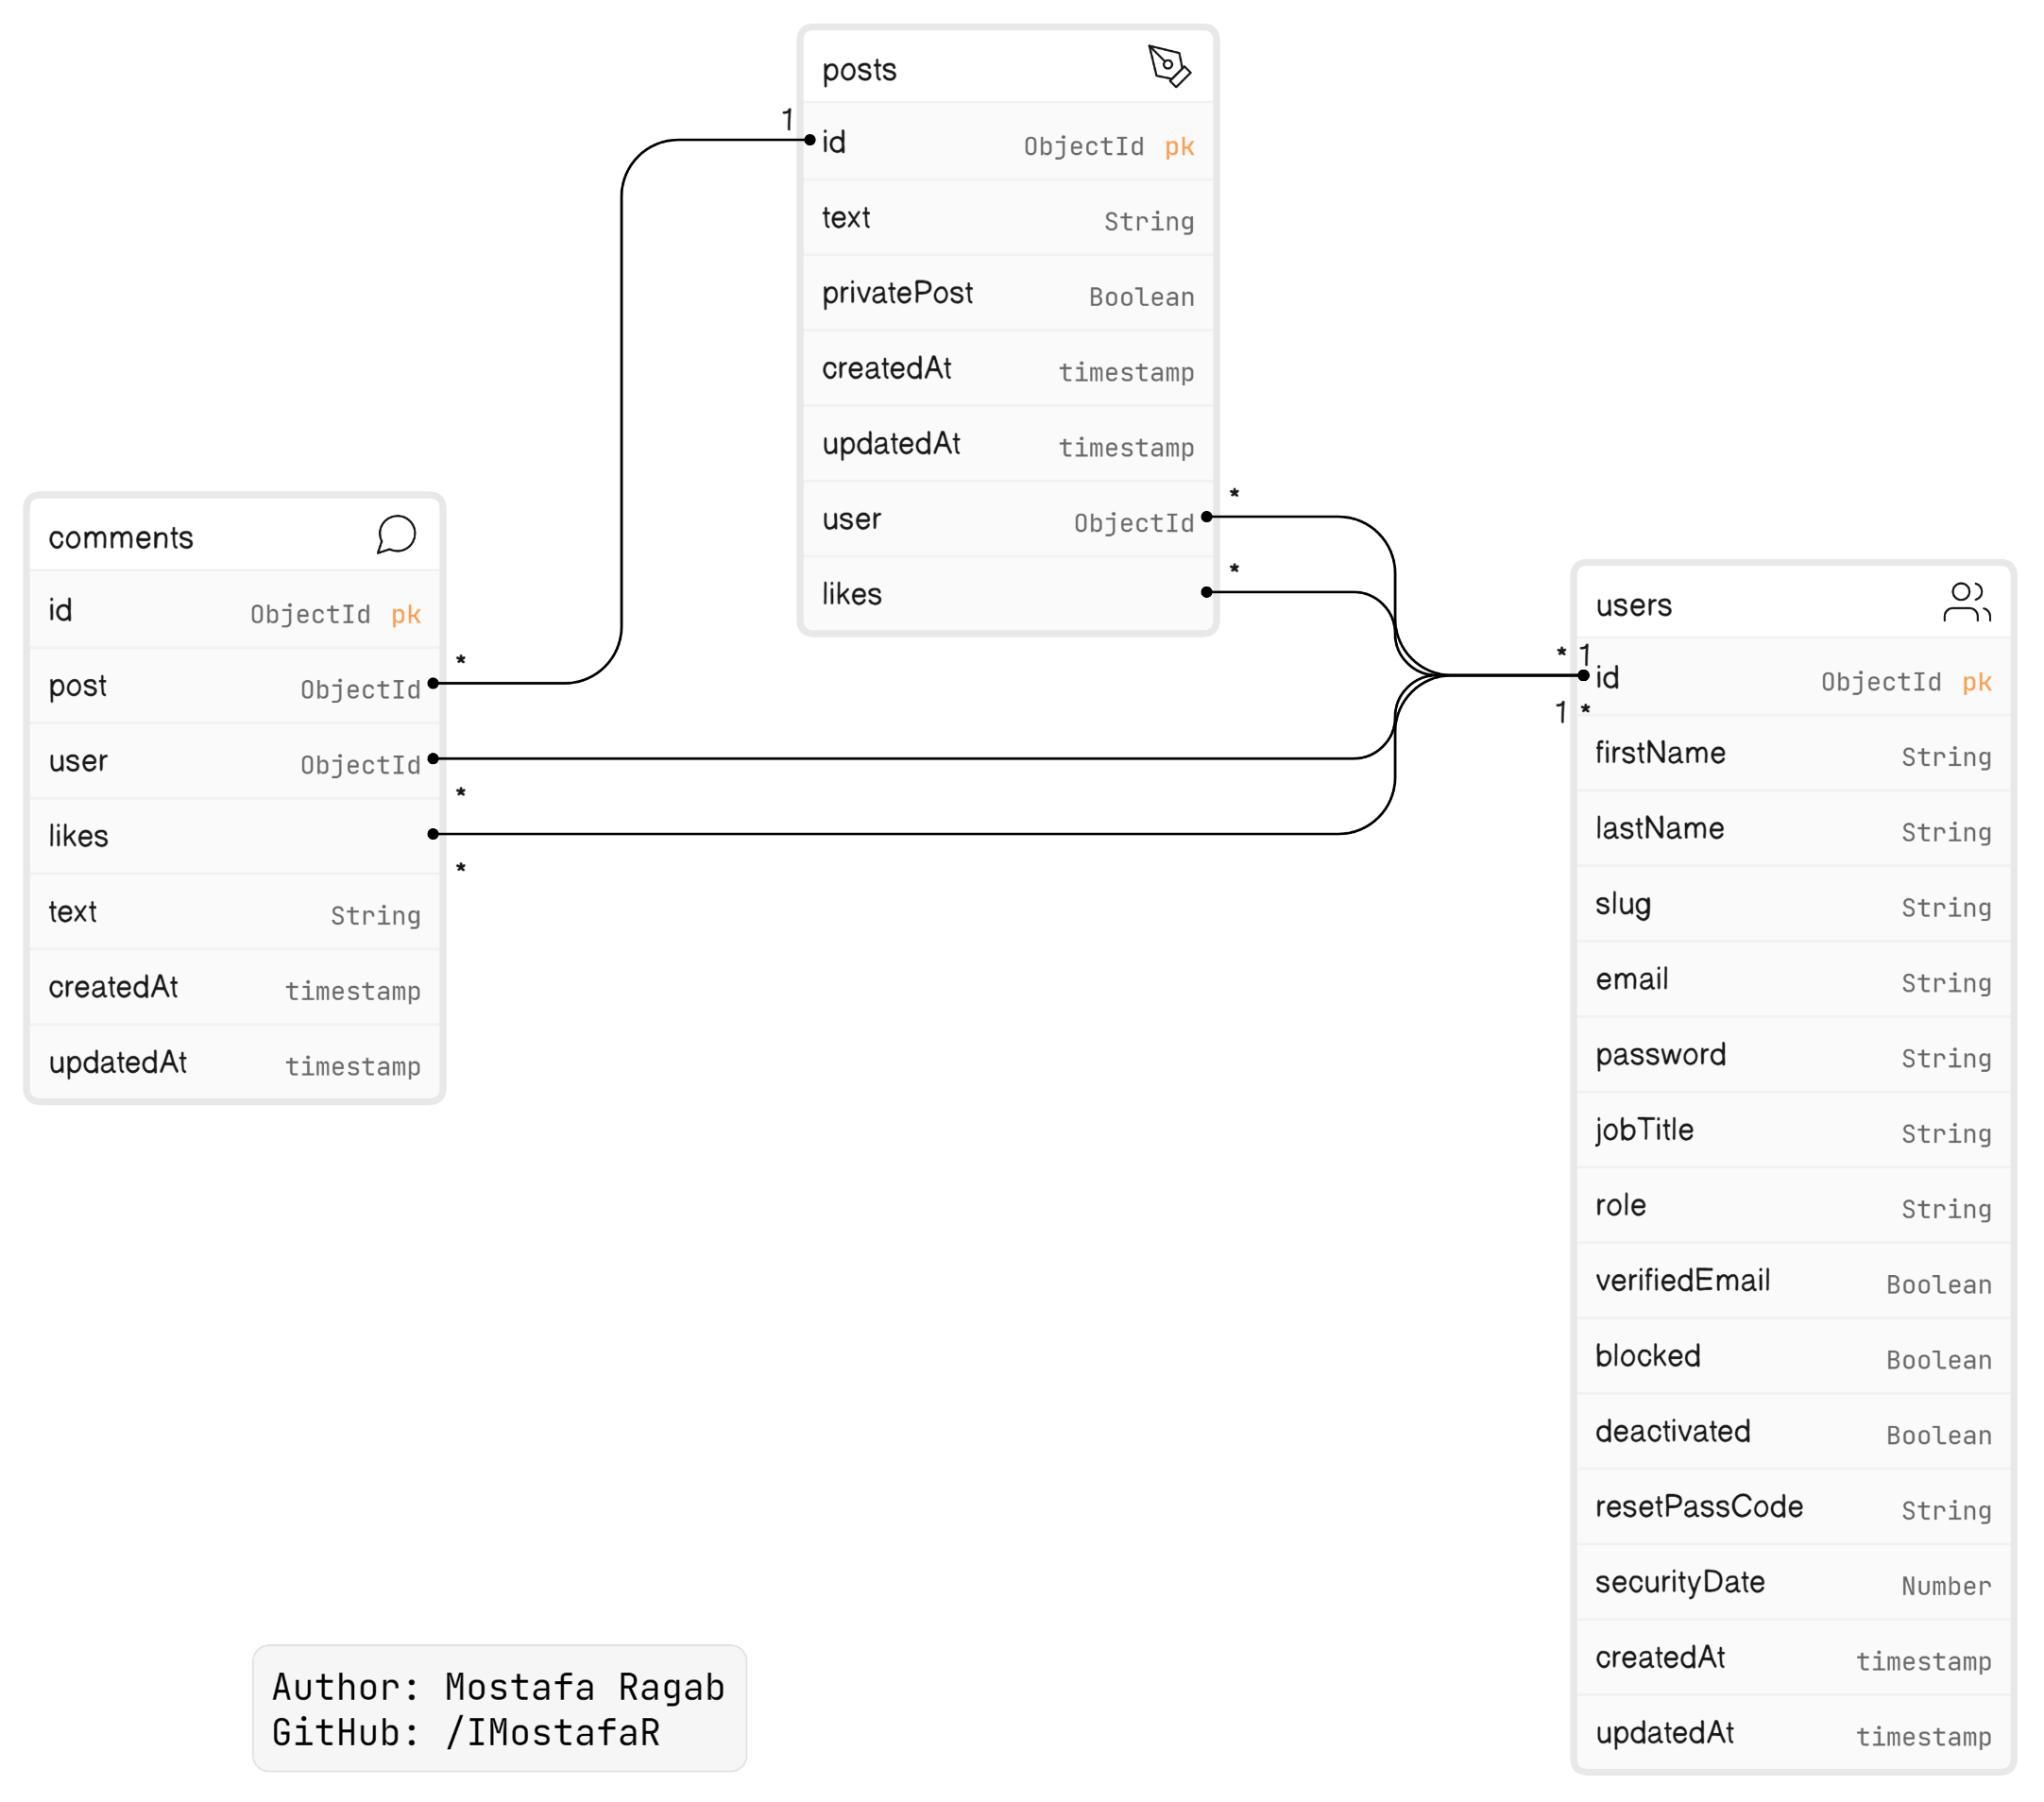 posts
1
id ObjectId pk
text String
privatePost Boolean
createdAt timestamp
updatedAt timestamp
*
user ObjectId
*
likes
comments
id ObjectId pk
*
post ObjectId
user ObjectId
*
likes
*
text String
createdAt timestamp
updatedAt timestamp
users
* 1
id ObjectId pk
1 *
firstName String
lastName String
slug String
email String
password String
jobTitle String
role String
verifiedEmail Boolean
blocked Boolean
deactivated Boolean
resetPassCode String
securityDate Number
createdAt timestamp
updatedAt timestamp
Author: Mostafa Ragab
GitHub: /IMostafaR